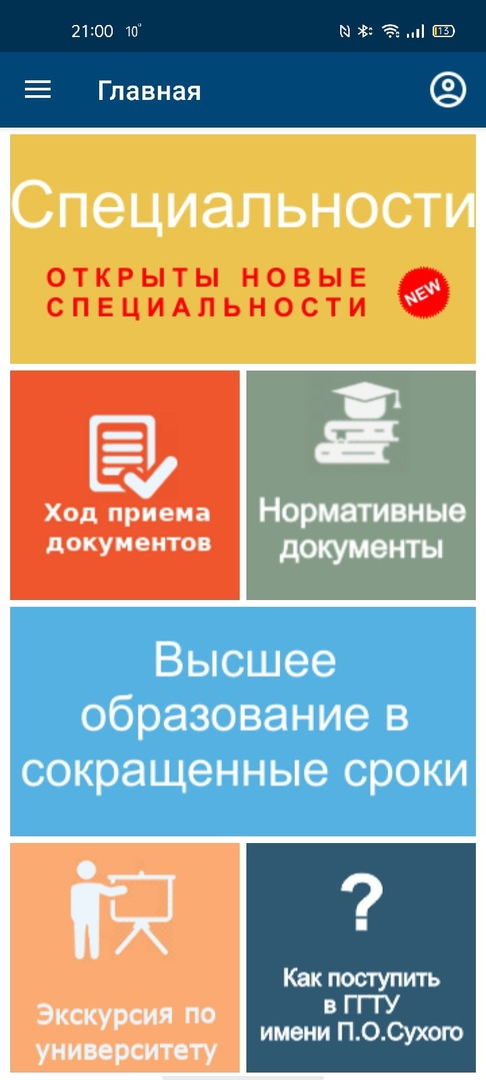 21:00 10°
13
Главная
Специальности
ОТКРЫТЫ НОВЫЕ
СПЕЦИАЛЬНОСТИ
NEW
Ход приема
документов
Нормативные
документы
Высшее
образование в
сокращенные сроки
Экскурсия по
университету
?
Как поступить
в ГГТУ
имени П.О.Сухого